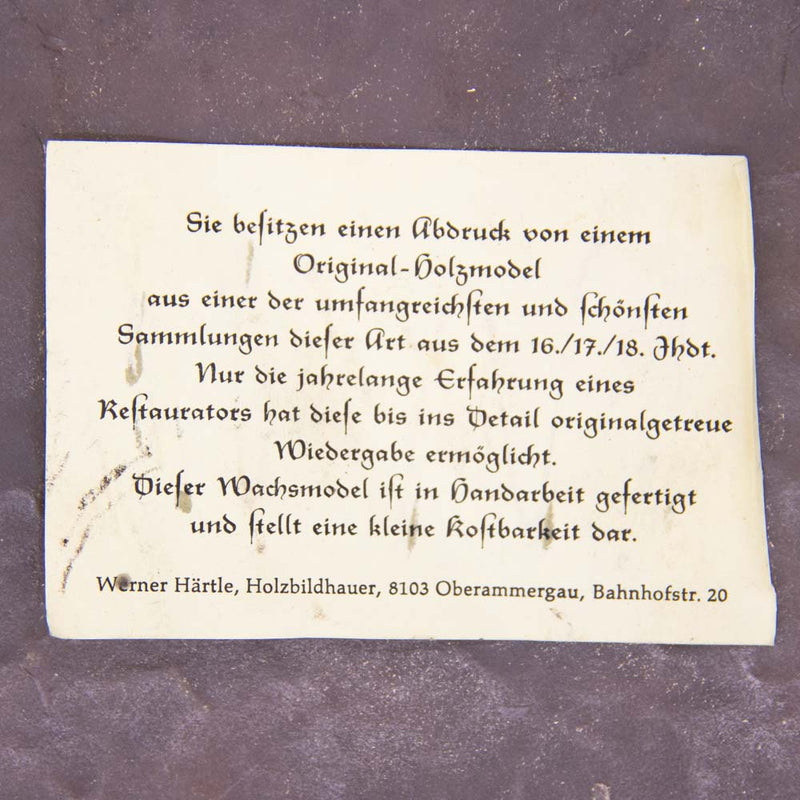 Sie beſitzen einen Abdruck von einem
Original-Holzmodel
aus einer der umfangreichſten und ſchönſten
Sammlungen dieſer Art aus dem 16./17./18. Jhdt.
Nur die jahrelange Erfahrung eines
Reſtaurators hat dieſe bis ins Detail originalgetreue
Wiedergabe ermöglicht.
Dieſer Wachsmodel iſt in Handarbeit gefertigt
und ſtellt eine kleine Koſtbarkeit dar.
Werner Härtle, Holzbildhauer, 8103 Oberammergau, Bahnhofstr. 20